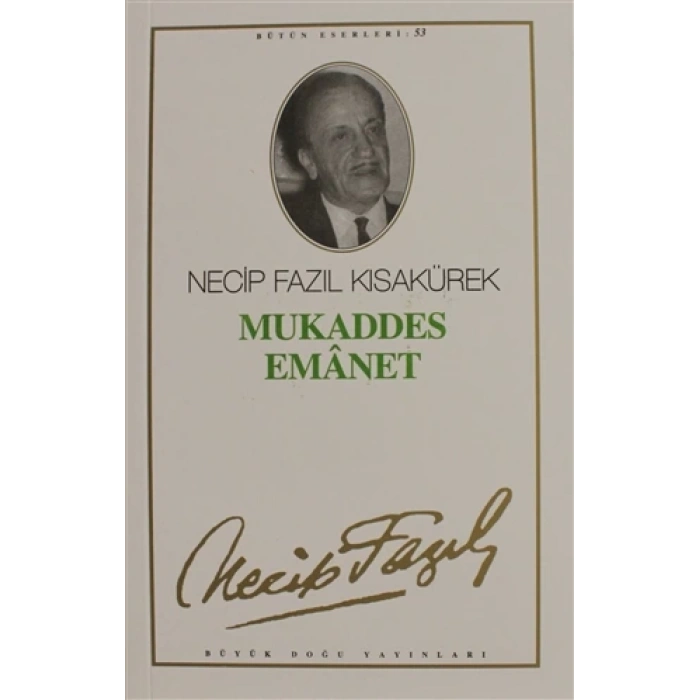 BÜTÜN ESERLERİ: 53
NECİP FAZIL KISAKÜREK
MUKADDES
EMÂNET
Necip Fazıl
BÜYÜK DOĞU YAYINLARI